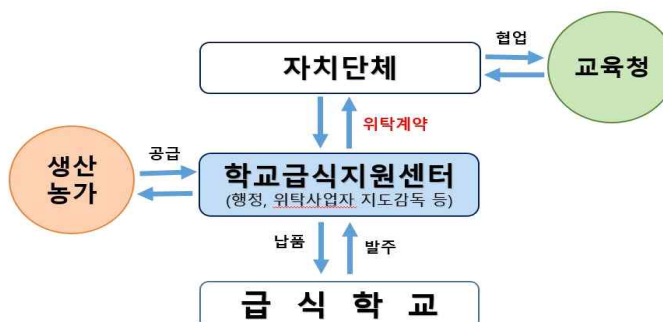 협업
자치단체
교육청
위탁계약
생산
농가
공급
학교급식지원센터
(행정, 위탁사업자 지도감독 등)
납품
발주
급 식 학 교